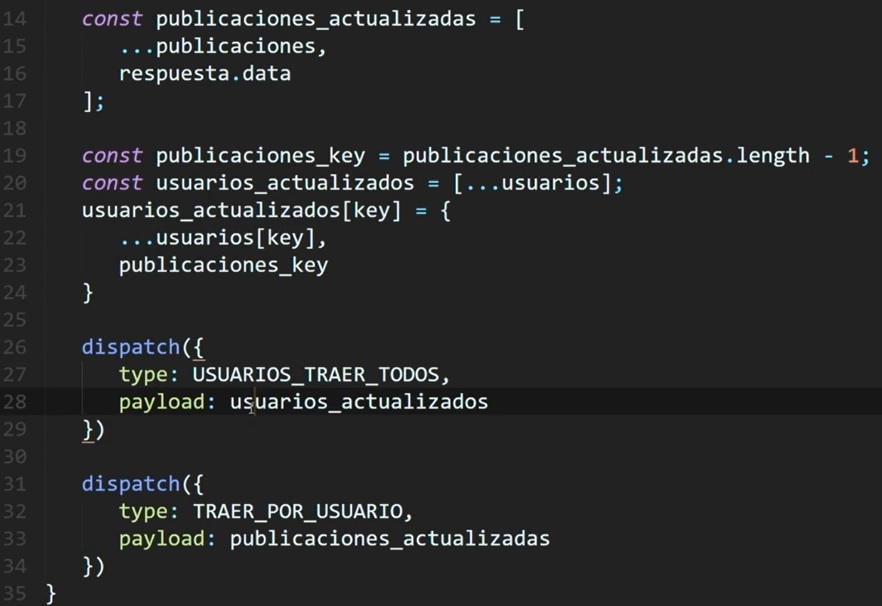 14 const publicaciones_actualizadas = [
15 ...publicaciones,
16 respuesta.data
17 ];
18
19 const publicaciones_key = publicaciones_actualizadas.length - 1;
20 const usuarios_actualizados = [...usuarios];
21 usuarios_actualizados[key] = {
22 ...usuarios[key],
23 publicaciones_key
24 }
25
26 dispatch({
27 type: USUARIOS_TRAER_TODOS,
28 payload: usuarios_actualizados
29 })
30
31 dispatch({
32 type: TRAER_POR_USUARIO,
33 payload: publicaciones_actualizadas
34 })
35 }